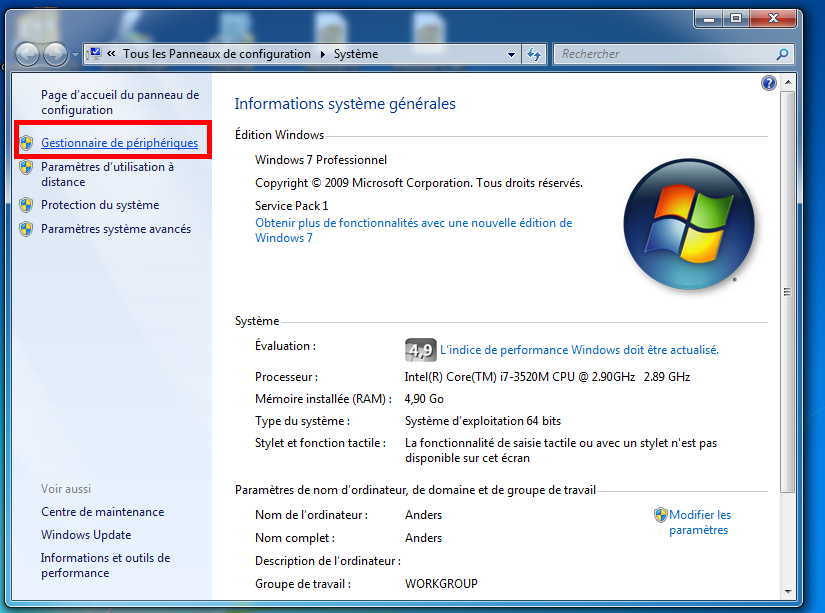 « Tous les Panneaux de configuration ▸ Système
Rechercher
Page d'accueil du panneau de
configuration
Gestionnaire de périphériques
Paramètres d'utilisation à
distance
Protection du système
Paramètres système avancés
Voir aussi
Centre de maintenance
Windows Update
Informations et outils de
performance
Informations système générales
Édition Windows
Windows 7 Professionnel
Copyright © 2009 Microsoft Corporation. Tous droits réservés.
Service Pack 1
Obtenir plus de fonctionnalités avec une nouvelle édition de
Windows 7
Système
Évaluation :
4,9 L'indice de performance Windows doit être actualisé.
Processeur : Intel(R) Core(TM) i7-3520M CPU @ 2.90GHz 2.89 GHz
Mémoire installée (RAM) : 4,90 Go
Type du système : Système d'exploitation 64 bits
Stylet et fonction tactile : La fonctionnalité de saisie tactile ou avec un stylet n'est pas
disponible sur cet écran
Paramètres de nom d'ordinateur, de domaine et de groupe de travail
Nom de l'ordinateur : Anders
Modifier les
paramètres
Nom complet : Anders
Description de l'ordinateur :
Groupe de travail : WORKGROUP